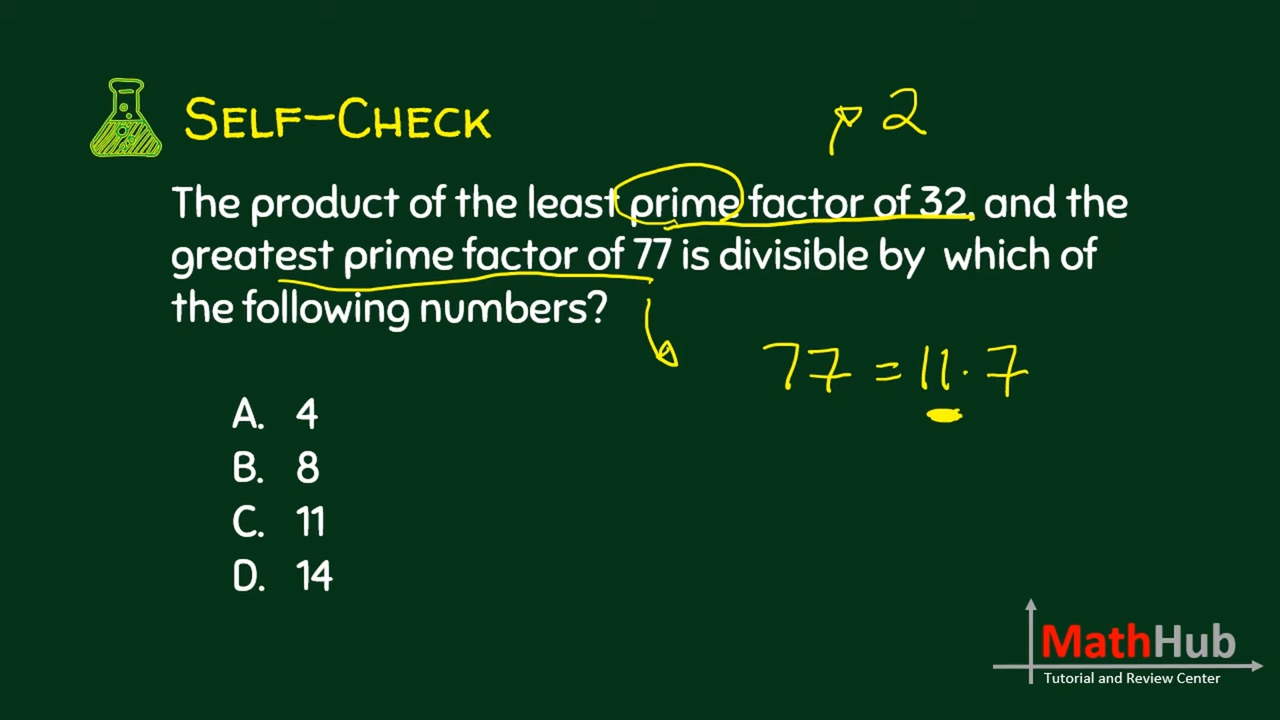 SELF-CHECK
2
The product of the least prime factor of 32, and the
greatest prime factor of 77 is divisible by which of
the following numbers?
77 = 11 · 7
A. 4
B. 8
C. 11
D. 14
MathHub
Tutorial and Review Center